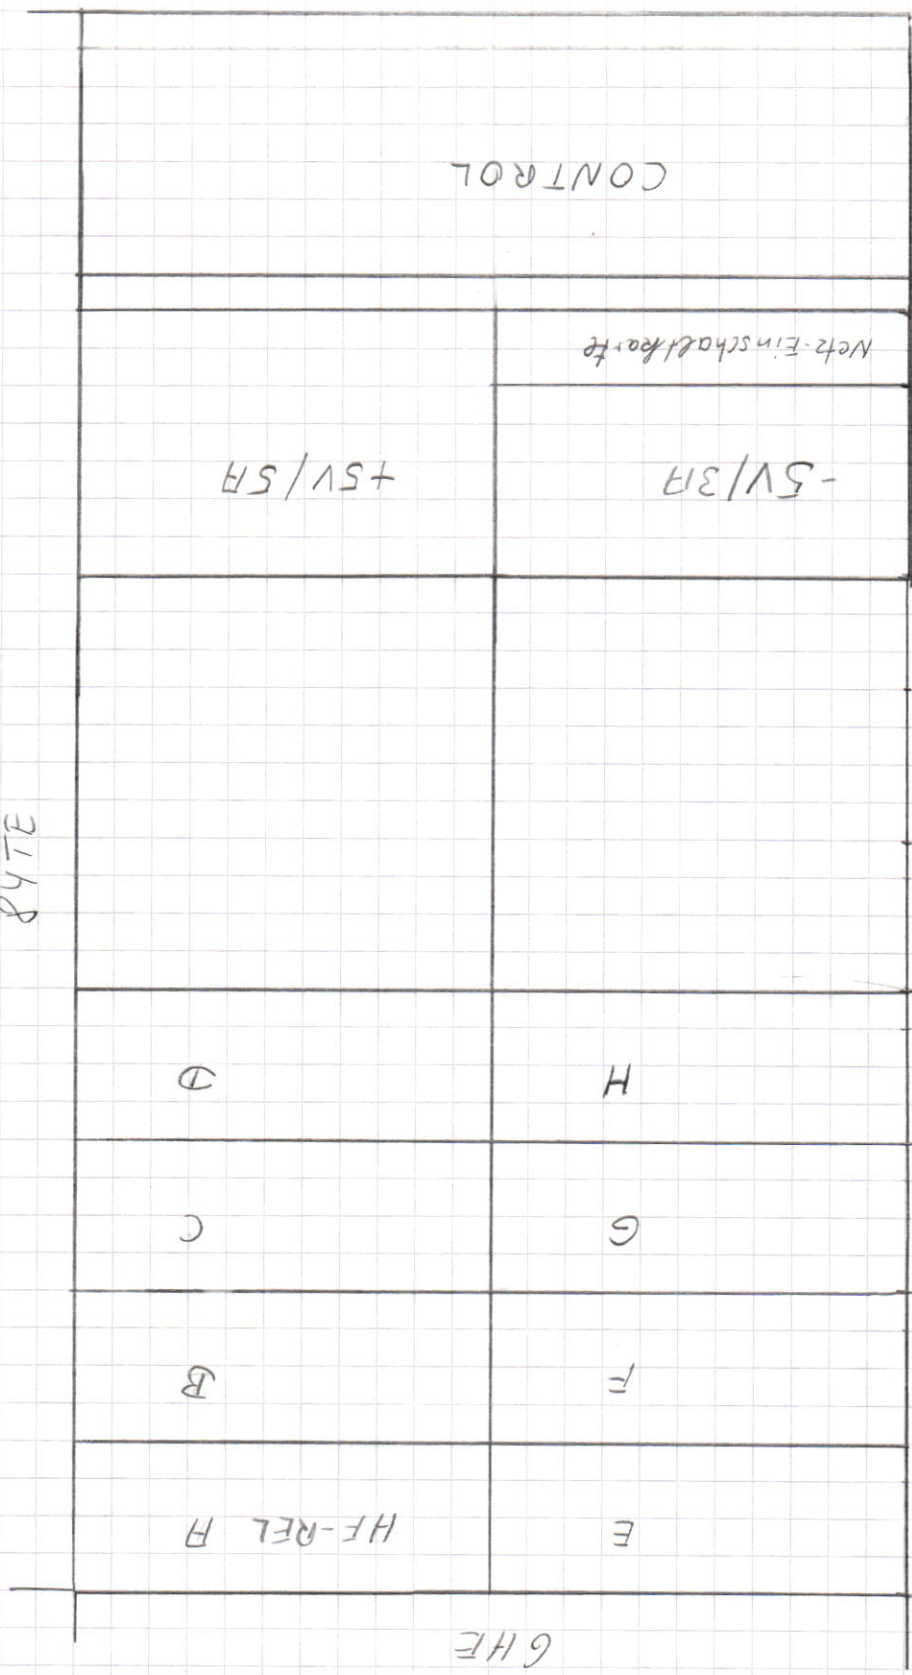 6HE
E
HF-REL A
F
B
G
C
H
D
84TE
-5V/3A
+5V/5A
Netz-Einschaltkarte
CONTROL